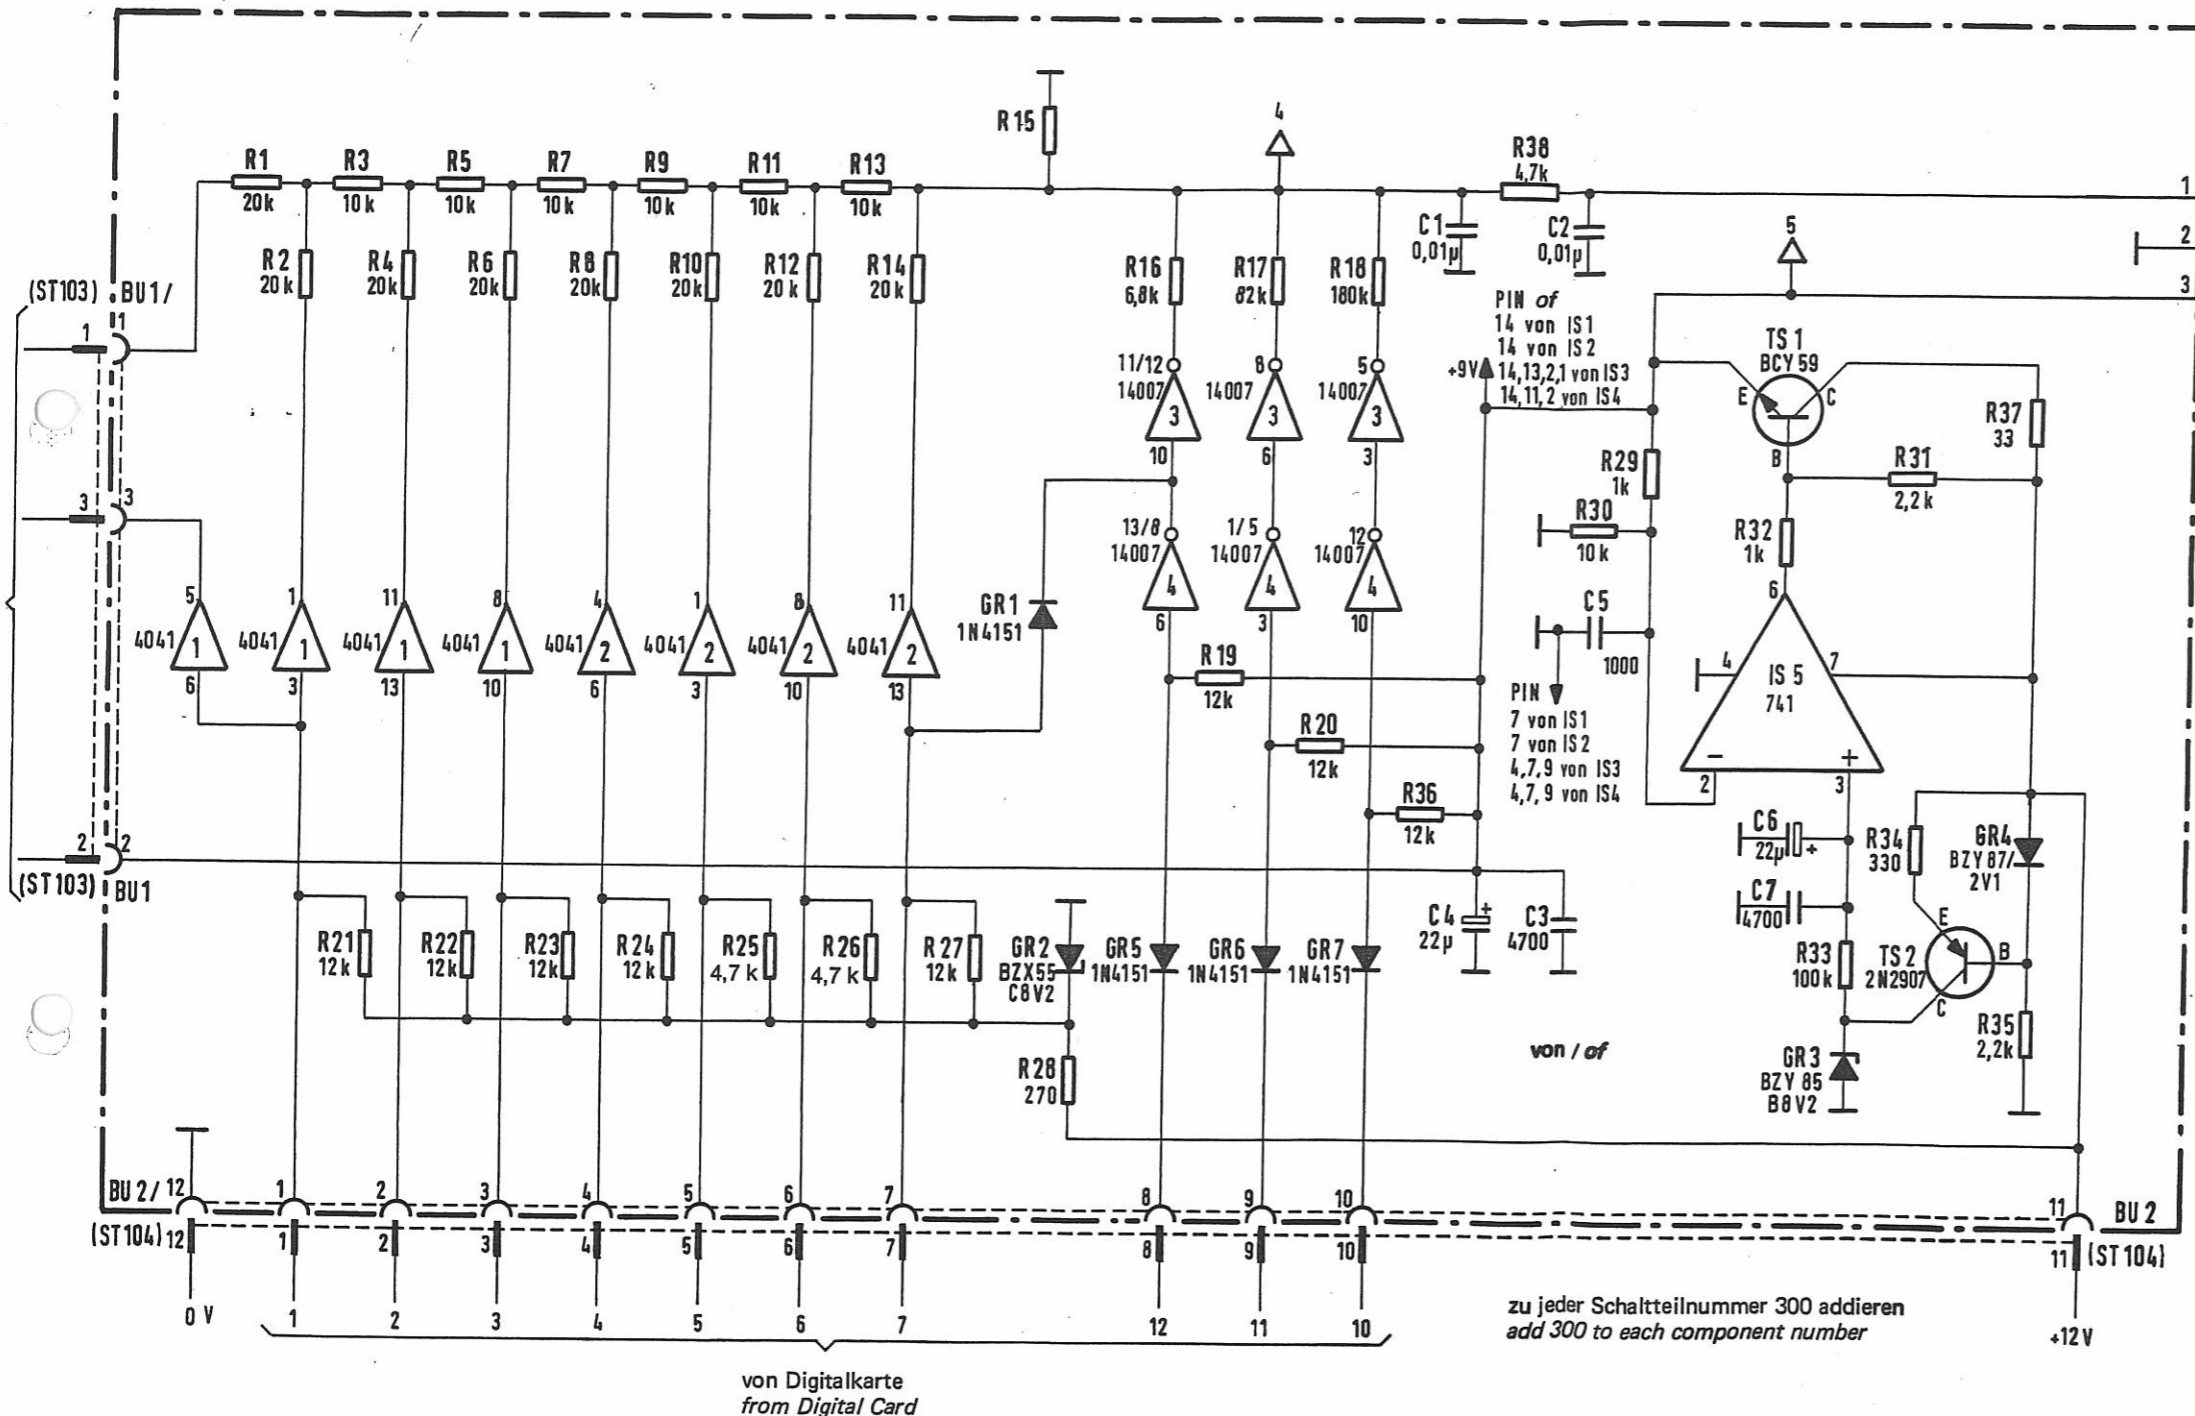 R15
4
R1
R3
R5
R7
R9
R11
R13
R38
4,7k
20k
10k
10k
10k
10k
10k
10k
1
C1
0,01µ
C2
0,01µ
5
2
R2
20k
R4
20k
R6
20k
R8
20k
R10
20k
R12
20k
R14
20k
R16
6,8k
R17
82k
R18
180k
3
(ST103)
BU1/
1
1
PIN of
14 von IS1
14 von IS2
14,13,2,1 von IS3
14,11,2 von IS4
+9V
11/12
14007
3
10
8
14007
3
6
5
14007
3
3
TS1
BCY 59
E
C
B
R37
33
R29
1k
R31
2,2k
R30
10k
R32
1k
3
3
13/8
14007
4
6
1/5
14007
4
3
12
14007
4
10
GR1
1N4151
5
4041
1
6
1
4041
1
3
11
4041
1
13
8
4041
1
10
4
4041
2
6
1
4041
2
3
8
4041
2
10
11
4041
2
13
C5
1000
6
4
IS 5
741
7
−
+
2
3
R19
12k
R20
12k
R36
12k
PIN
7 von IS1
7 von IS2
4,7,9 von IS3
4,7,9 von IS4
2
2
(ST103)
BU1
C6
22µ
+
C7
4700
R34
330
GR4
BZY 87/
2V1
R21
12k
R22
12k
R23
12k
R24
12k
R25
4,7 k
R26
4,7 k
R27
12k
GR2
BZX55
C8V2
GR5
1N4151
GR6
1N4151
GR7
1N4151
C4
22µ
+
C3
4700
R33
100k
TS2
2N2907
E
B
C
R28
270
von / of
GR3
BZY 85
B8V2
R35
2,2k
BU 2/ 12
1
2
3
4
5
6
7
8
9
10
11
BU 2
(ST104) 12
1
2
3
4
5
6
7
8
9
10
11
(ST 104)
0 V
1
2
3
4
5
6
7
12
11
10
+12V
zu jeder Schaltteilnummer 300 addieren
add 300 to each component number
von Digitalkarte
from Digital Card